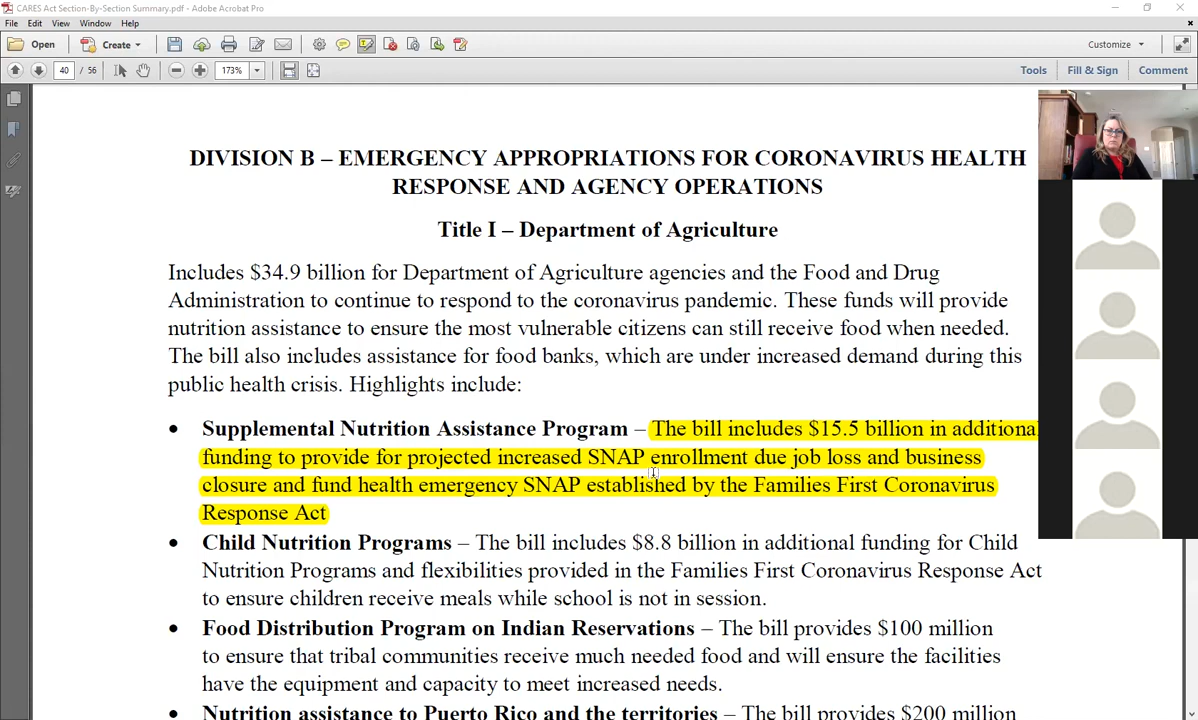 CARES Act Section-By-Section Summary.pdf - Adobe Acrobat Pro
File Edit View Window Help
Open Create Customize
40 / 56 173% Tools Fill & Sign Comment
DIVISION B – EMERGENCY APPROPRIATIONS FOR CORONAVIRUS HEALTH
RESPONSE AND AGENCY OPERATIONS
Title I – Department of Agriculture
Includes $34.9 billion for Department of Agriculture agencies and the Food and Drug
Administration to continue to respond to the coronavirus pandemic. These funds will provide
nutrition assistance to ensure the most vulnerable citizens can still receive food when needed.
The bill also includes assistance for food banks, which are under increased demand during this
public health crisis. Highlights include:
• Supplemental Nutrition Assistance Program – The bill includes $15.5 billion in additional
funding to provide for projected increased SNAP enrollment due job loss and business
closure and fund health emergency SNAP established by the Families First Coronavirus
Response Act
• Child Nutrition Programs – The bill includes $8.8 billion in additional funding for Child
Nutrition Programs and flexibilities provided in the Families First Coronavirus Response Act
to ensure children receive meals while school is not in session.
• Food Distribution Program on Indian Reservations – The bill provides $100 million
to ensure that tribal communities receive much needed food and will ensure the facilities
have the equipment and capacity to meet increased needs.
• Nutrition assistance to Puerto Rico and the territories – The bill provides $200 million